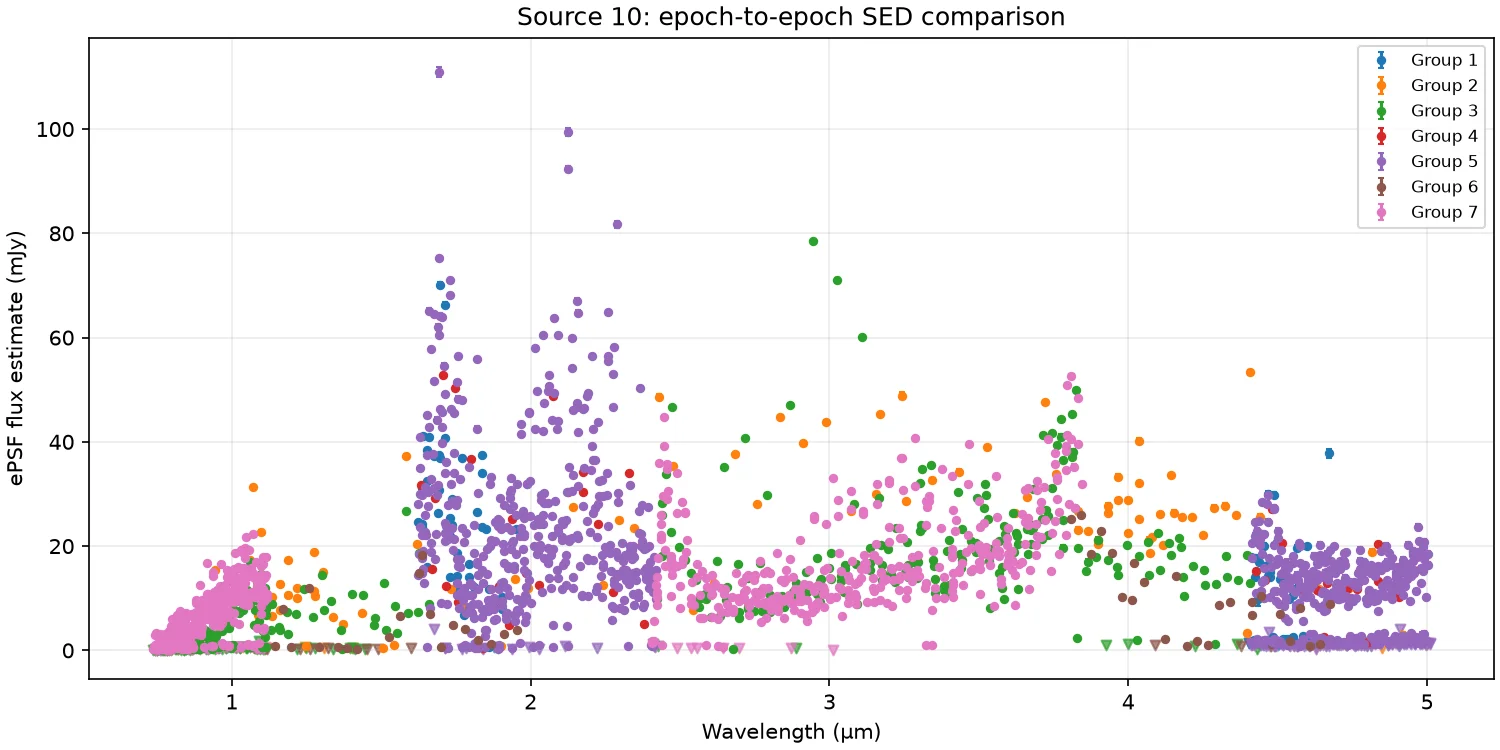 Source 10: epoch-to-epoch SED comparison
ePSF flux estimate (mJy)
100
80
60
40
20
0
Group 1
Group 2
Group 3
Group 4
Group 5
Group 6
Group 7
1 2 3 4 5
Wavelength (μm)